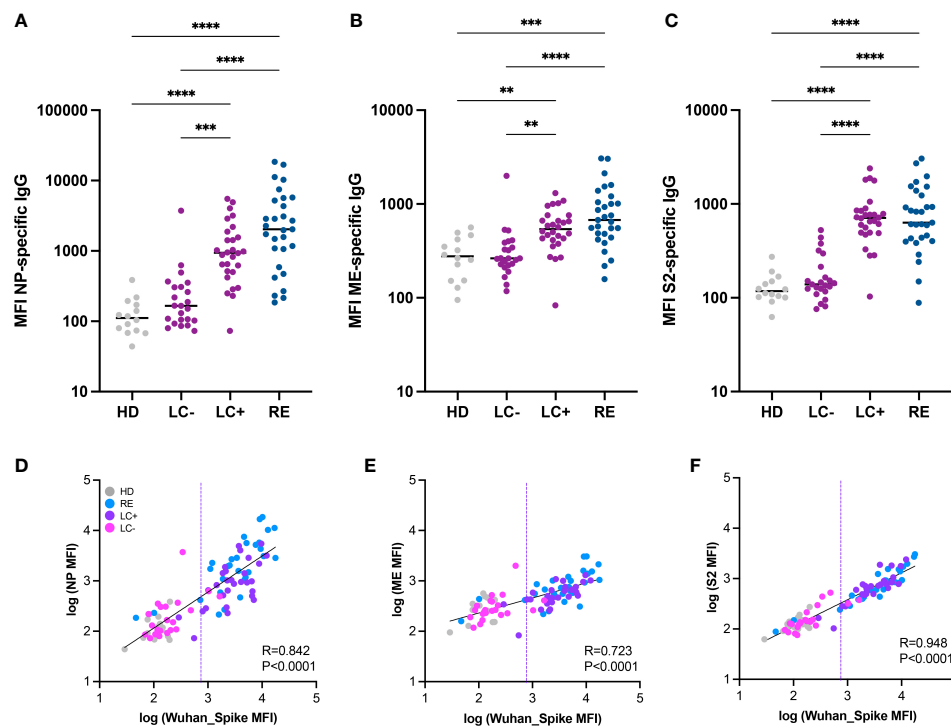 A
****
****
****
***
MFI NP-specific IgG
100000
10000
1000
100
10
HD LC- LC+ RE
B
***
****
**
**
MFI ME-specific IgG
10000
1000
100
10
HD LC- LC+ RE
C
****
****
****
****
MFI S2-specific IgG
10000
1000
100
10
HD LC- LC+ RE
D
HD
RE
LC+
LC-
log (NP MFI)
5
4
3
2
1
R=0.842
P<0.0001
1 2 3 4 5
log (Wuhan_Spike MFI)
E
log (ME MFI)
5
4
3
2
1
R=0.723
P<0.0001
1 2 3 4 5
log (Wuhan_Spike MFI)
F
log (S2 MFI)
5
4
3
2
1
R=0.948
P<0.0001
1 2 3 4 5
log (Wuhan_Spike MFI)